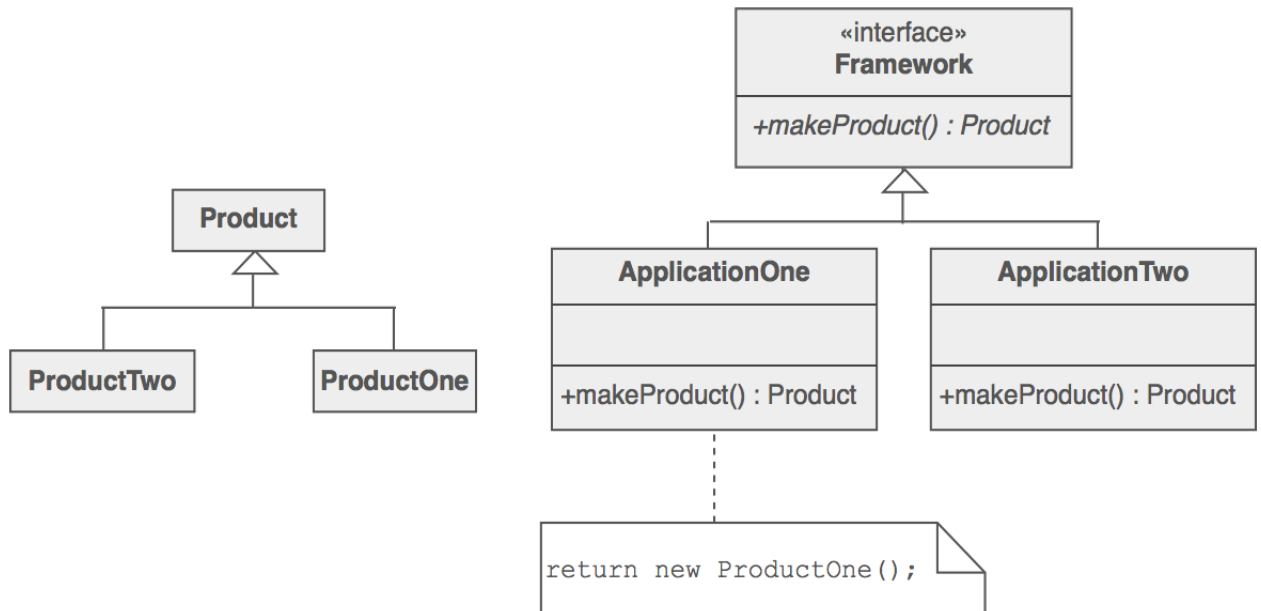 «interface»
Framework
+makeProduct() : Product
Product
ProductTwo
ProductOne
ApplicationOne
+makeProduct() : Product
ApplicationTwo
+makeProduct() : Product
return new ProductOne();